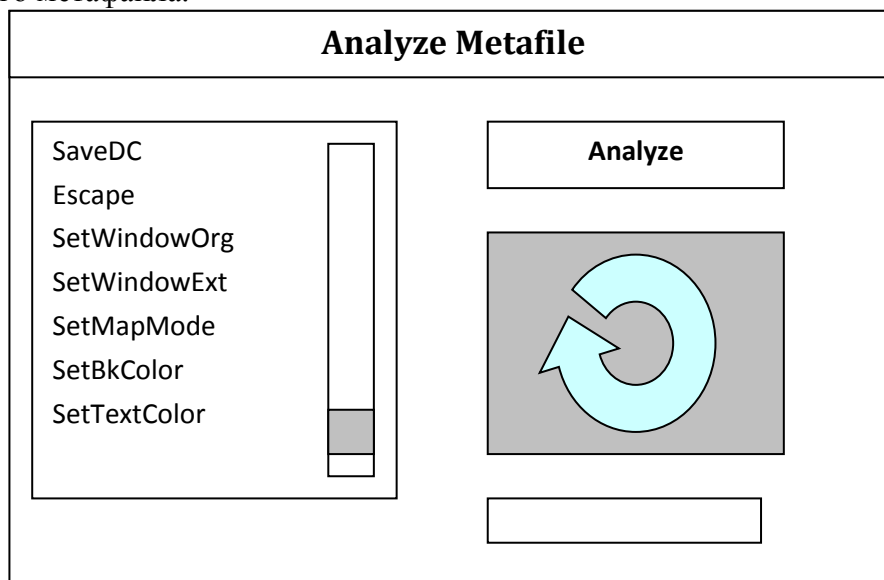 Analyze Metafile
SaveDC
Escape
SetWindowOrg
SetWindowExt
SetMapMode
SetBkColor
SetTextColor
Analyze